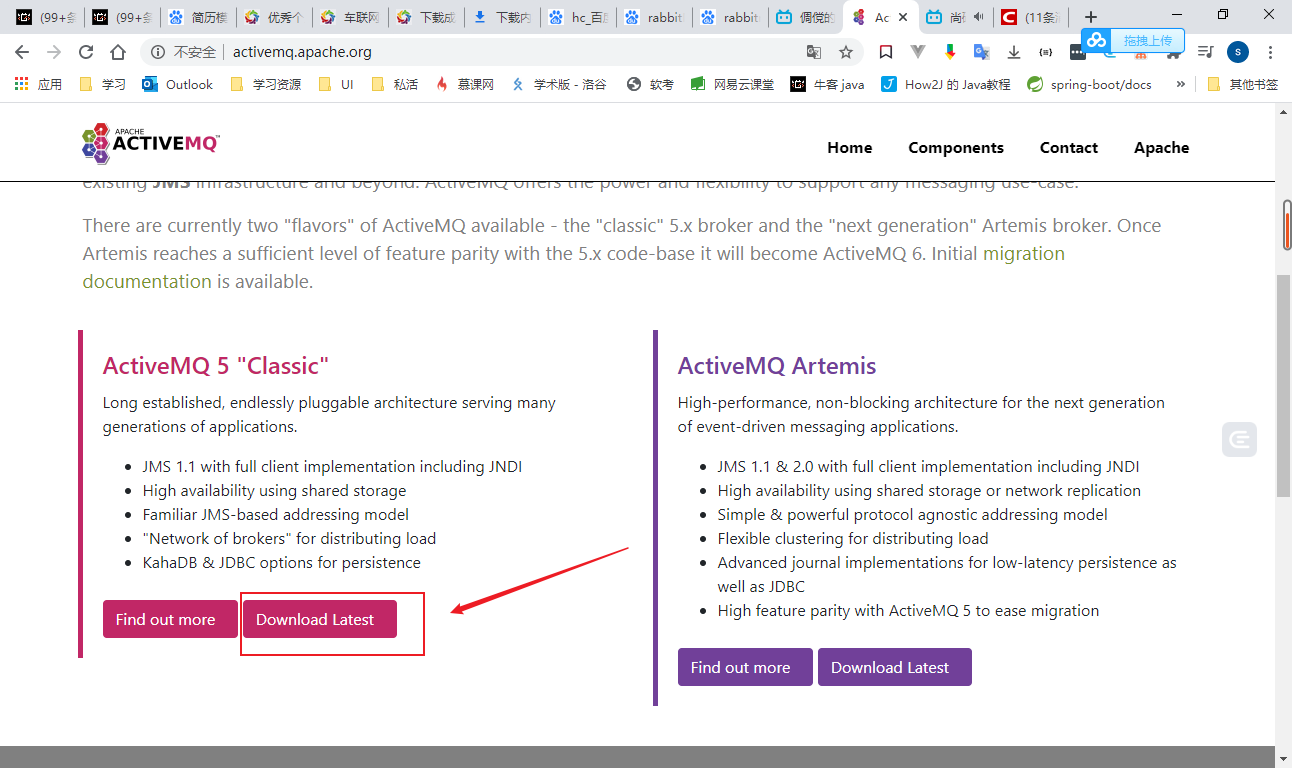 (99+条
(99+条
简历模
优秀个
车联网
下载成
下载内
hc_百度
rabbit
rabbit
倜傥的
Ac
尚硅
(11条消
不安全 activemq.apache.org
拖拽上传
S
应用 学习 Outlook 学习资源 UI 私活 慕课网 学术版 - 洛谷 软考 网易云课堂 牛客 java How2J 的 Java教程 spring-boot/docs » 其他书签
APACHE
ACTIVEMQ™
Home Components Contact Apache
existing JMS infrastructure and beyond. ActiveMQ offers the power and flexibility to support any messaging use-case.
There are currently two "flavors" of ActiveMQ available - the "classic" 5.x broker and the "next generation" Artemis broker. Once
Artemis reaches a sufficient level of feature parity with the 5.x code-base it will become ActiveMQ 6. Initial migration
documentation is available.
ActiveMQ 5 "Classic"
Long established, endlessly pluggable architecture serving many
generations of applications.
JMS 1.1 with full client implementation including JNDI
High availability using shared storage
Familiar JMS-based addressing model
"Network of brokers" for distributing load
KahaDB & JDBC options for persistence
Find out more Download Latest
ActiveMQ Artemis
High-performance, non-blocking architecture for the next generation
of event-driven messaging applications.
JMS 1.1 & 2.0 with full client implementation including JNDI
High availability using shared storage or network replication
Simple & powerful protocol agnostic addressing model
Flexible clustering for distributing load
Advanced journal implementations for low-latency persistence as
well as JDBC
High feature parity with ActiveMQ 5 to ease migration
Find out more Download Latest